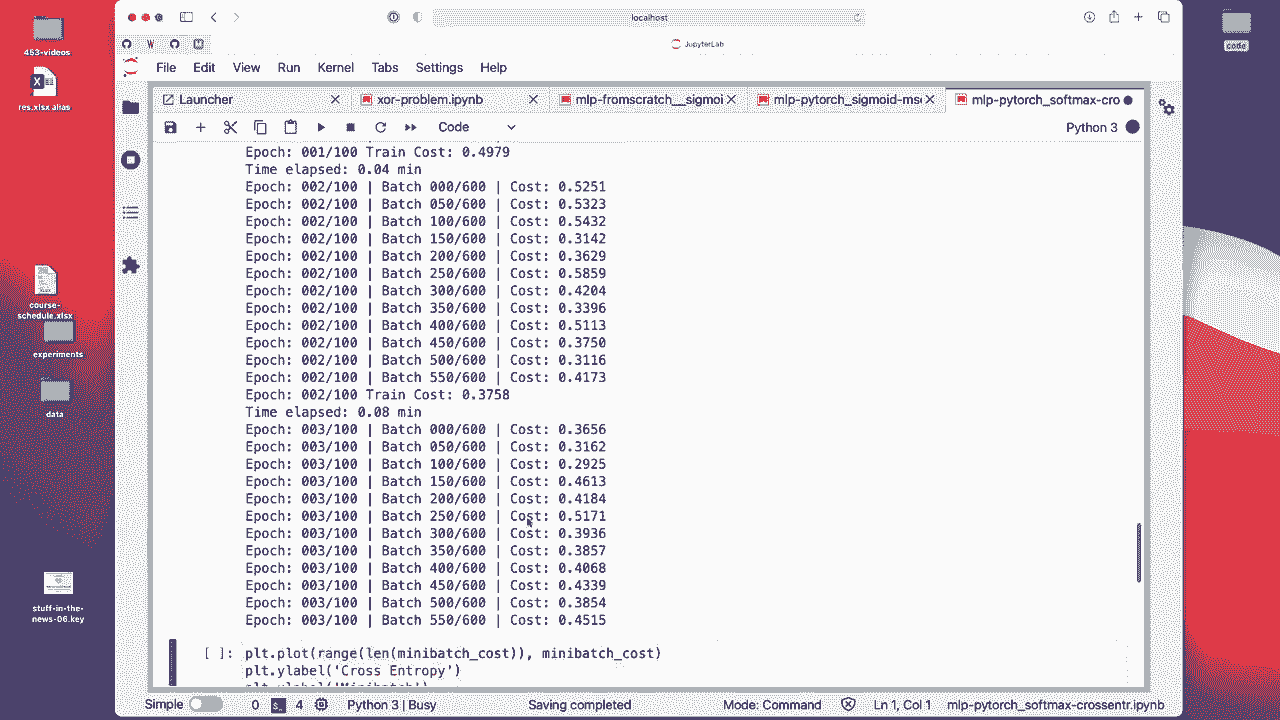 localhost
W
JupyterLab
File Edit View Run Kernel Tabs Settings Help
Launcher
xor-problem.ipynb
mlp-fromscratch__sigmoi
mlp-pytorch_sigmoid-ms
mlp-pytorch_softmax-cro
Code
Python 3
Epoch: 001/100 Train Cost: 0.4979
Time elapsed: 0.04 min
Epoch: 002/100 | Batch 000/600 | Cost: 0.5251
Epoch: 002/100 | Batch 050/600 | Cost: 0.5323
Epoch: 002/100 | Batch 100/600 | Cost: 0.5432
Epoch: 002/100 | Batch 150/600 | Cost: 0.3142
Epoch: 002/100 | Batch 200/600 | Cost: 0.3629
Epoch: 002/100 | Batch 250/600 | Cost: 0.5859
Epoch: 002/100 | Batch 300/600 | Cost: 0.4204
Epoch: 002/100 | Batch 350/600 | Cost: 0.3396
Epoch: 002/100 | Batch 400/600 | Cost: 0.5113
Epoch: 002/100 | Batch 450/600 | Cost: 0.3750
Epoch: 002/100 | Batch 500/600 | Cost: 0.3116
Epoch: 002/100 | Batch 550/600 | Cost: 0.4173
Epoch: 002/100 Train Cost: 0.3758
Time elapsed: 0.08 min
Epoch: 003/100 | Batch 000/600 | Cost: 0.3656
Epoch: 003/100 | Batch 050/600 | Cost: 0.3162
Epoch: 003/100 | Batch 100/600 | Cost: 0.2925
Epoch: 003/100 | Batch 150/600 | Cost: 0.4613
Epoch: 003/100 | Batch 200/600 | Cost: 0.4184
Epoch: 003/100 | Batch 250/600 | Cost: 0.5171
Epoch: 003/100 | Batch 300/600 | Cost: 0.3936
Epoch: 003/100 | Batch 350/600 | Cost: 0.3857
Epoch: 003/100 | Batch 400/600 | Cost: 0.4068
Epoch: 003/100 | Batch 450/600 | Cost: 0.4339
Epoch: 003/100 | Batch 500/600 | Cost: 0.3854
Epoch: 003/100 | Batch 550/600 | Cost: 0.4515
[ ]: plt.plot(range(len(minibatch_cost)), minibatch_cost)
plt.ylabel('Cross Entropy')
Simple 0 4 Python 3 | Busy Saving completed Mode: Command Ln 1, Col 1 mlp-pytorch_softmax-crossentr.ipynb
453-videos
res.xlsx alias
course-
schedule.xlsx
experiments
data
stuff-in-the-
news-06.key
code